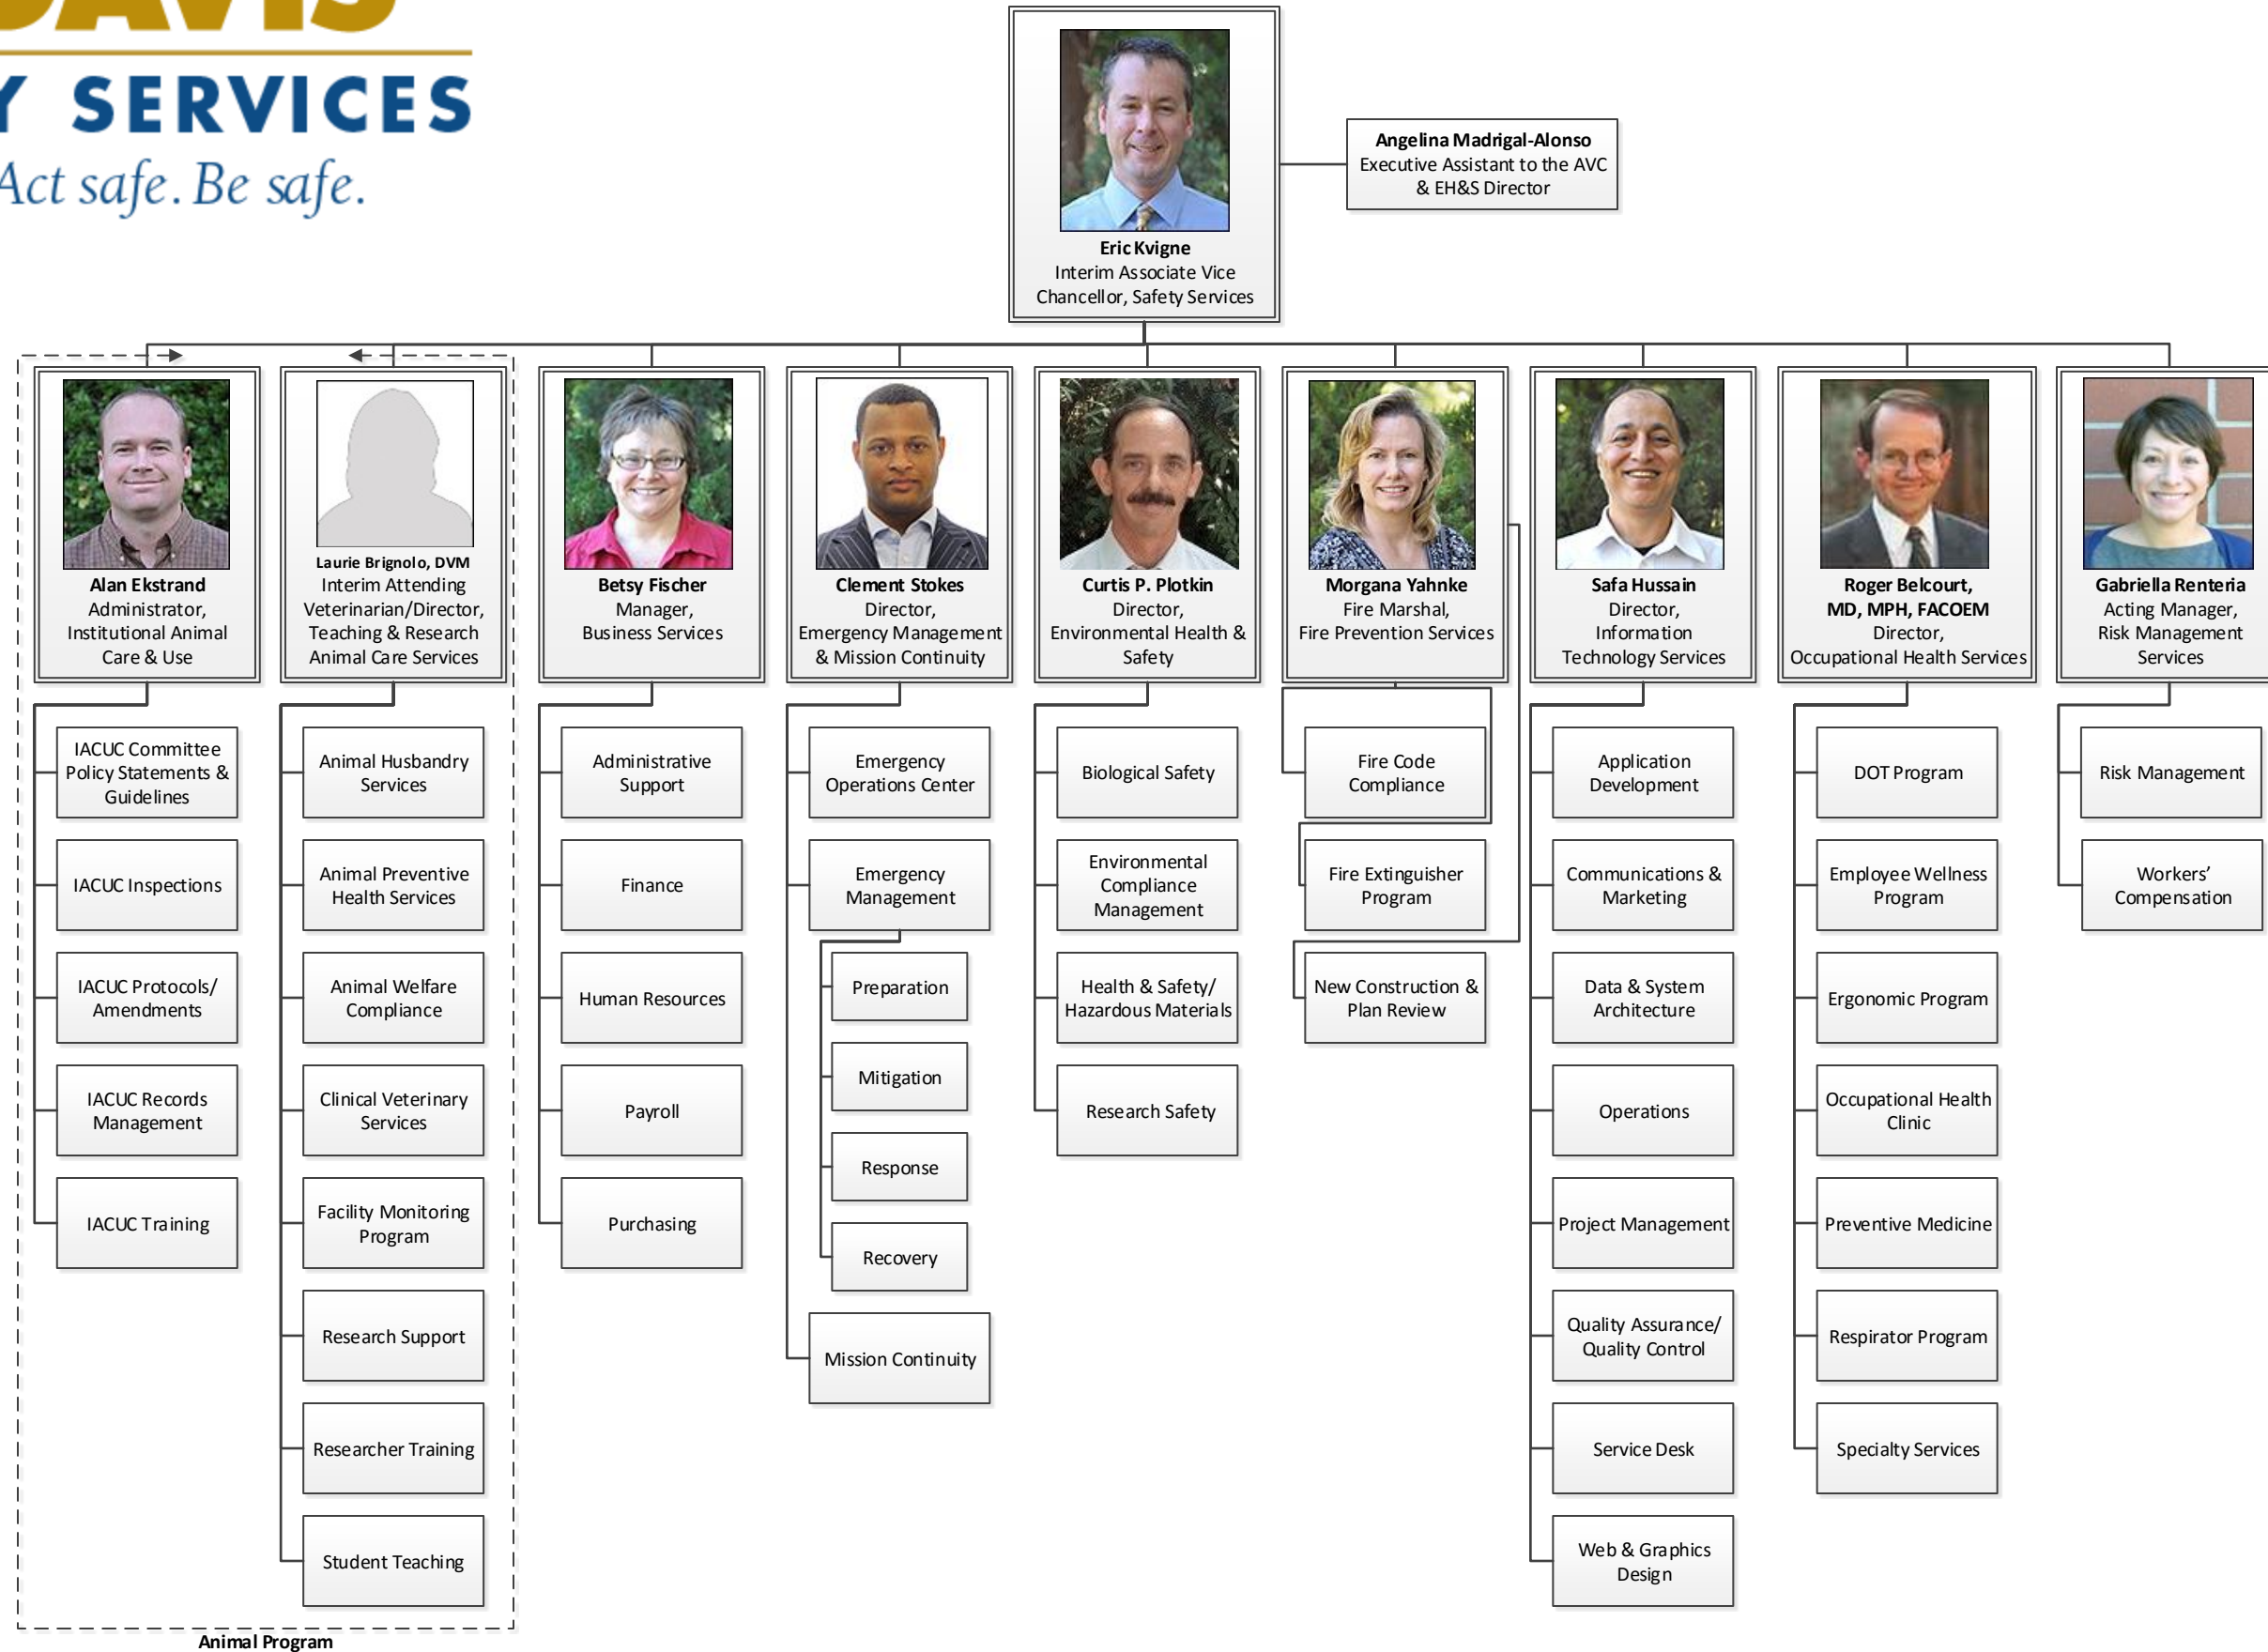 DAVIS
Y SERVICES
Act safe. Be safe.
Eric Kvigne
Interim Associate Vice
Chancellor, Safety Services
Angelina Madrigal-Alonso
Executive Assistant to the AVC
& EH&S Director
Alan Ekstrand
Administrator,
Institutional Animal
Care & Use
IACUC Committee
Policy Statements &
Guidelines
IACUC Inspections
IACUC Protocols/
Amendments
IACUC Records
Management
IACUC Training
Laurie Brignolo, DVM
Interim Attending
Veterinarian/Director,
Teaching & Research
Animal Care Services
Animal Husbandry
Services
Animal Preventive
Health Services
Animal Welfare
Compliance
Clinical Veterinary
Services
Facility Monitoring
Program
Research Support
Researcher Training
Student Teaching
Animal Program
Betsy Fischer
Manager,
Business Services
Administrative
Support
Finance
Human Resources
Payroll
Purchasing
Clement Stokes
Director,
Emergency Management
& Mission Continuity
Emergency
Operations Center
Emergency
Management
Preparation
Mitigation
Response
Recovery
Mission Continuity
Curtis P. Plotkin
Director,
Environmental Health &
Safety
Biological Safety
Environmental
Compliance
Management
Health & Safety/
Hazardous Materials
Research Safety
Morgana Yahnke
Fire Marshal,
Fire Prevention Services
Fire Code
Compliance
Fire Extinguisher
Program
New Construction &
Plan Review
Safa Hussain
Director,
Information
Technology Services
Application
Development
Communications &
Marketing
Data & System
Architecture
Operations
Project Management
Quality Assurance/
Quality Control
Service Desk
Web & Graphics
Design
Roger Belcourt,
MD, MPH, FACOEM
Director,
Occupational Health Services
DOT Program
Employee Wellness
Program
Ergonomic Program
Occupational Health
Clinic
Preventive Medicine
Respirator Program
Specialty Services
Gabriella Renteria
Acting Manager,
Risk Management
Services
Risk Management
Workers’
Compensation